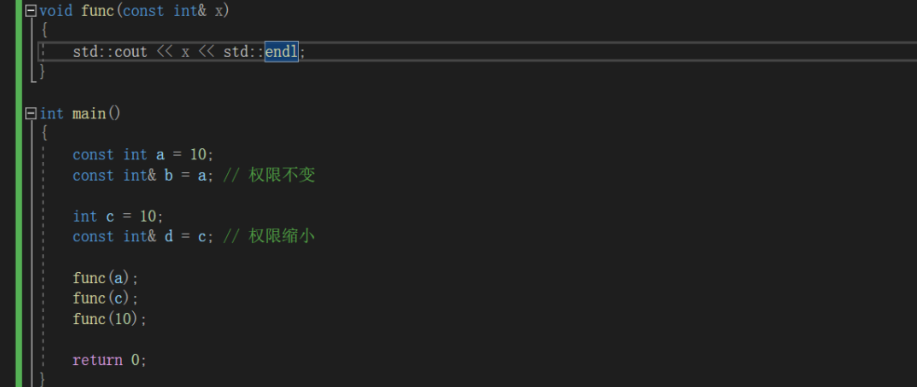 void func(const int& x)
{
std::cout << x << std::endl;
}
int main()
{
const int a = 10;
const int& b = a; // 权限不变
int c = 10;
const int& d = c; // 权限缩小
func(a);
func(c);
func(10);
return 0;
}